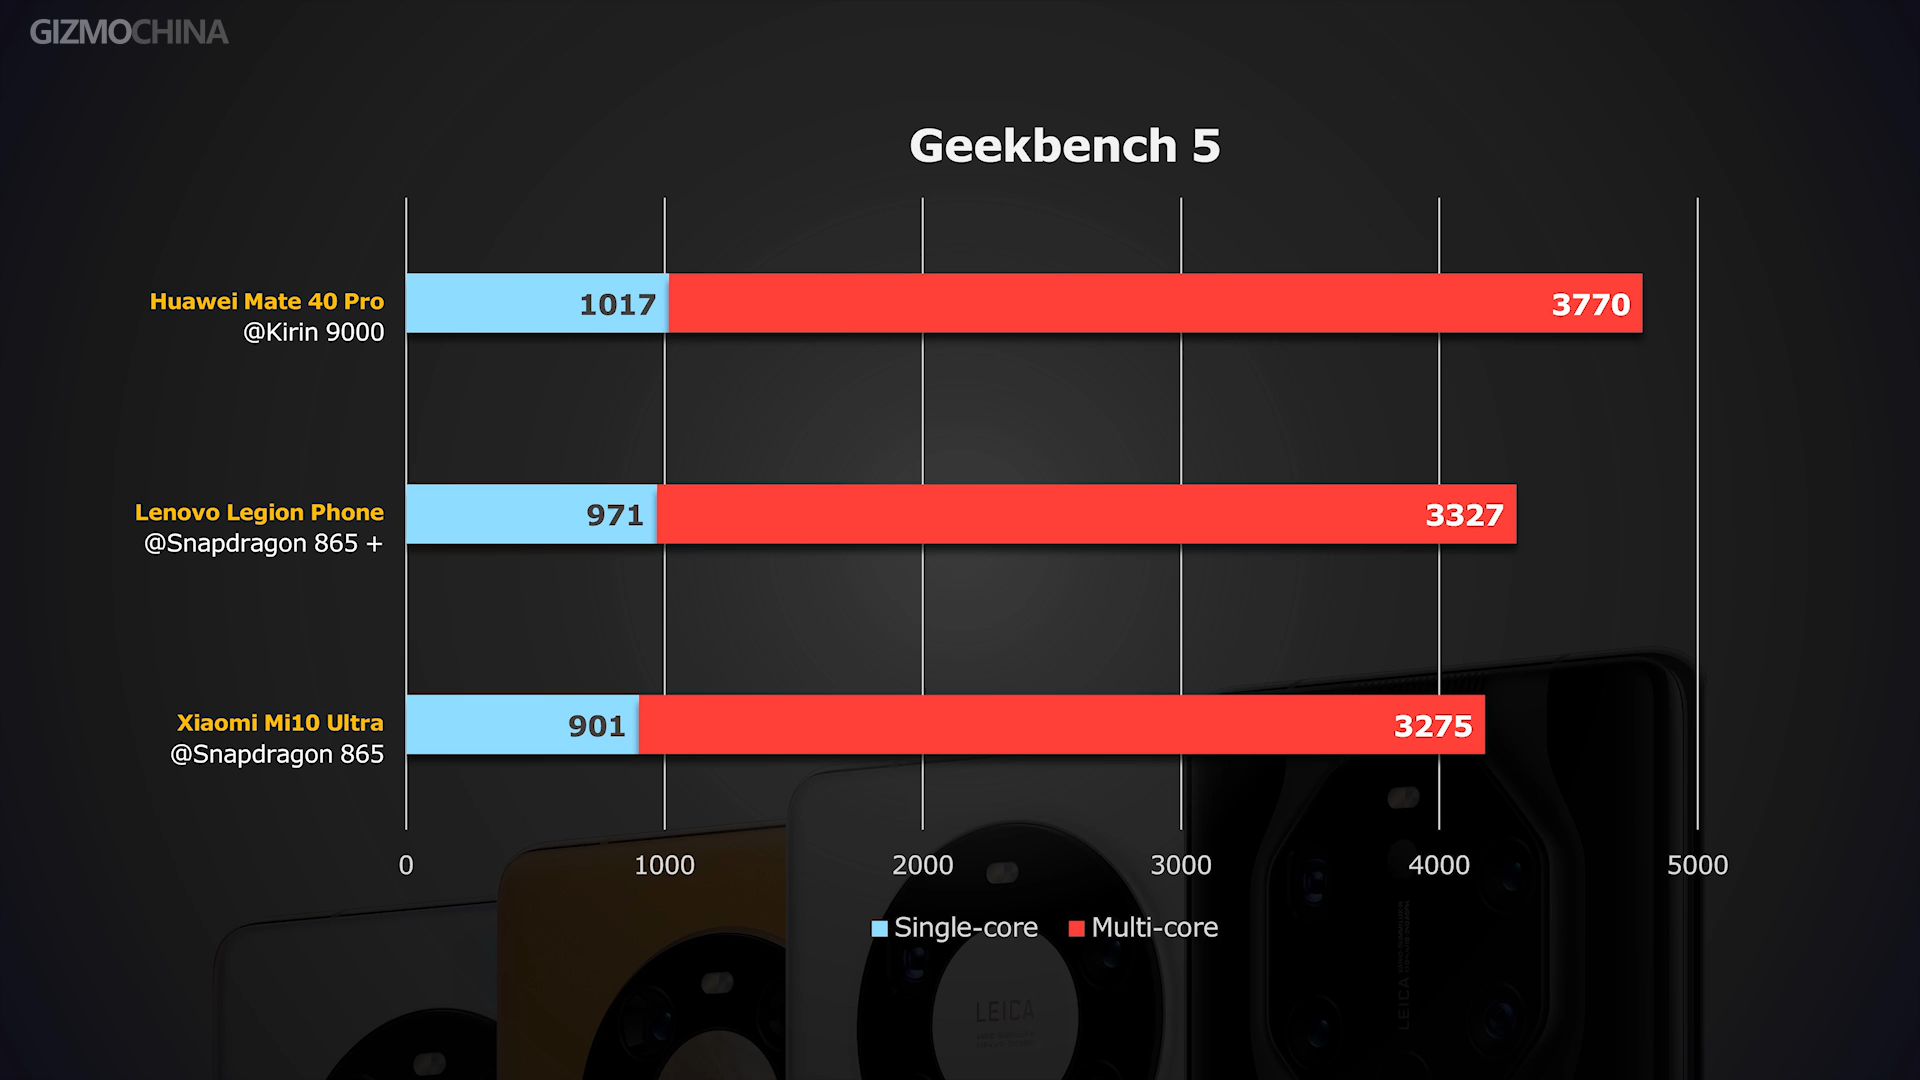 GIZMOCHINA
Geekbench 5
Huawei Mate 40 Pro
@Kirin 9000
1017
3770
Lenovo Legion Phone
@Snapdragon 865 +
971
3327
Xiaomi Mi10 Ultra
@Snapdragon 865
901
3275
0 1000 2000 3000 4000 5000
Single-core Multi-core
LEICA
LEICA